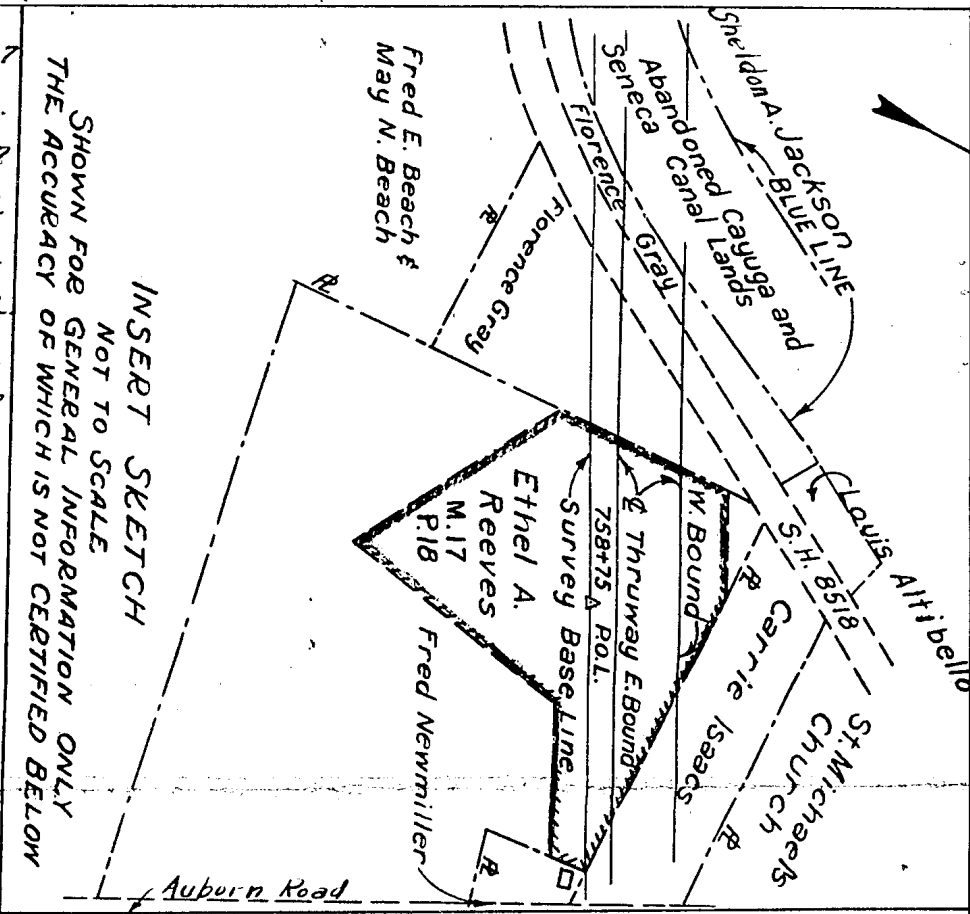 Sheldon A. Jackson
BLUE LINE
Abandoned Cayuga and
Seneca Canal Lands
Florence Gray
Louis Altibello
S.H. 8518
St. Michaels
Church
Fred E. Beach &
May N. Beach
Florence Gray
W. Bound
Thruway E. Bound
758+75 P.O.L.
Survey Base Line
Carrie Isaacs
Ethel A.
Reeves
M.17
P.18
Fred Newmiller
Auburn Road
INSERT SKETCH
NOT TO SCALE
SHOWN FOR GENERAL INFORMATION ONLY
THE ACCURACY OF WHICH IS NOT CERTIFIED BELOW